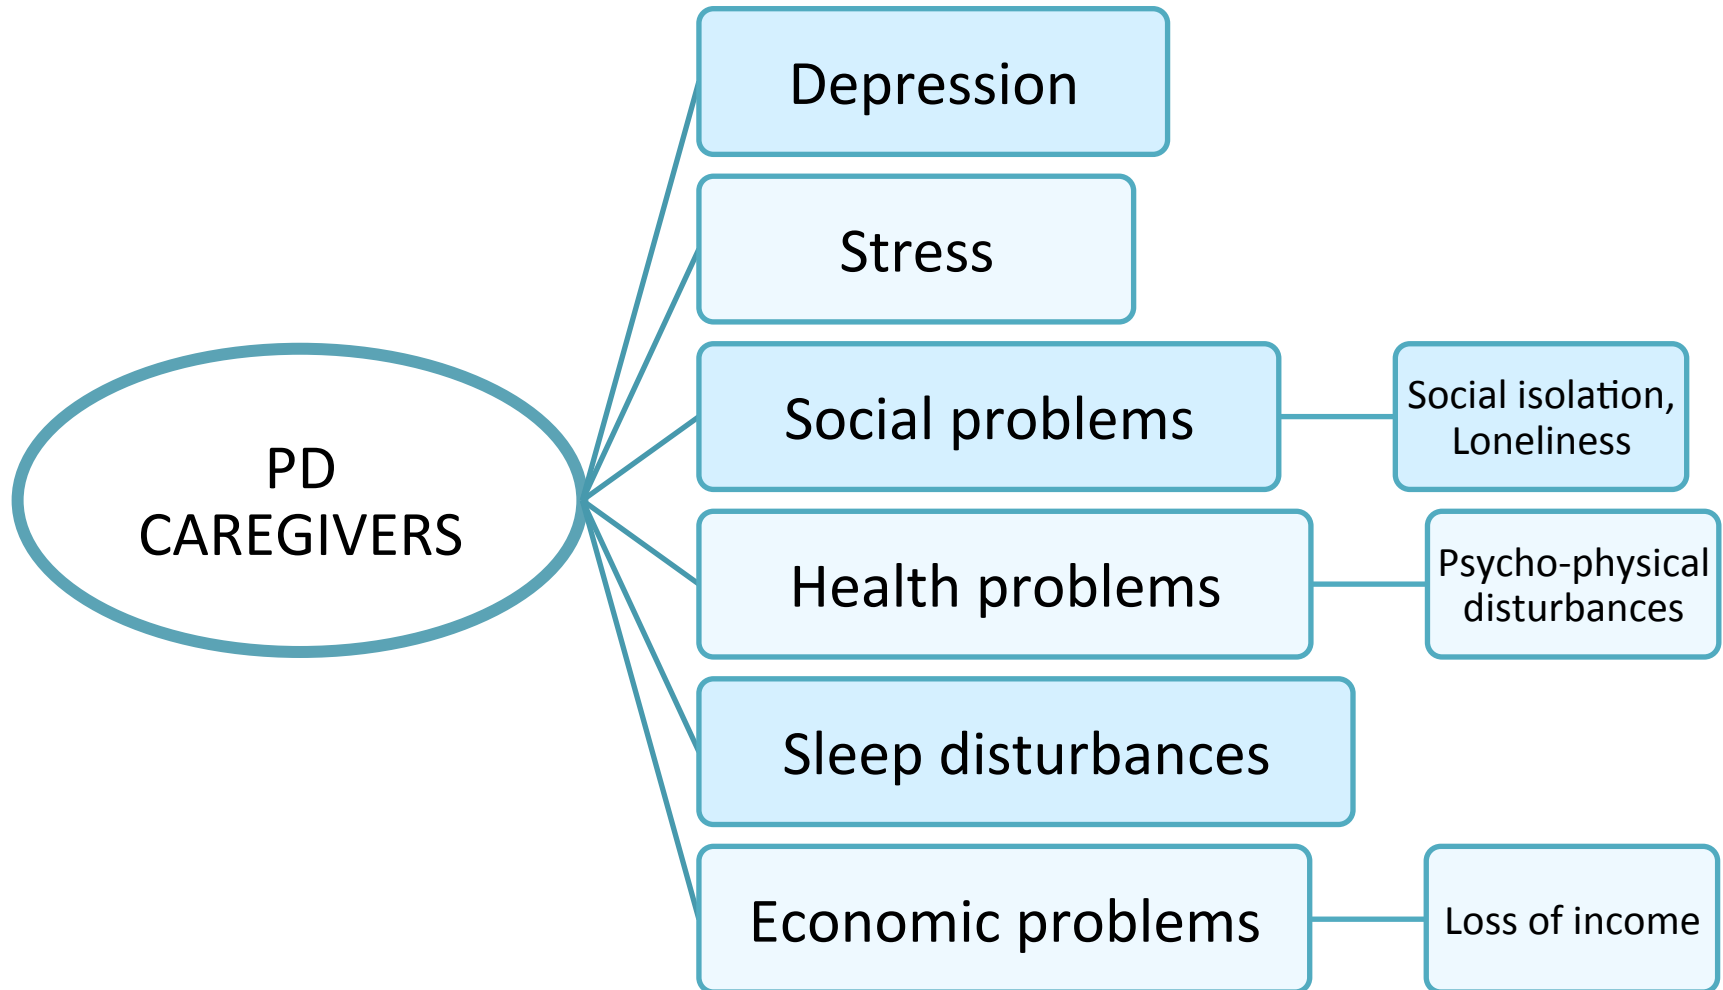 Depression
Stress
Social problems
Social isolation,
Loneliness
PD
CAREGIVERS
Health problems
Psycho-physical
disturbances
Sleep disturbances
Economic problems
Loss of income